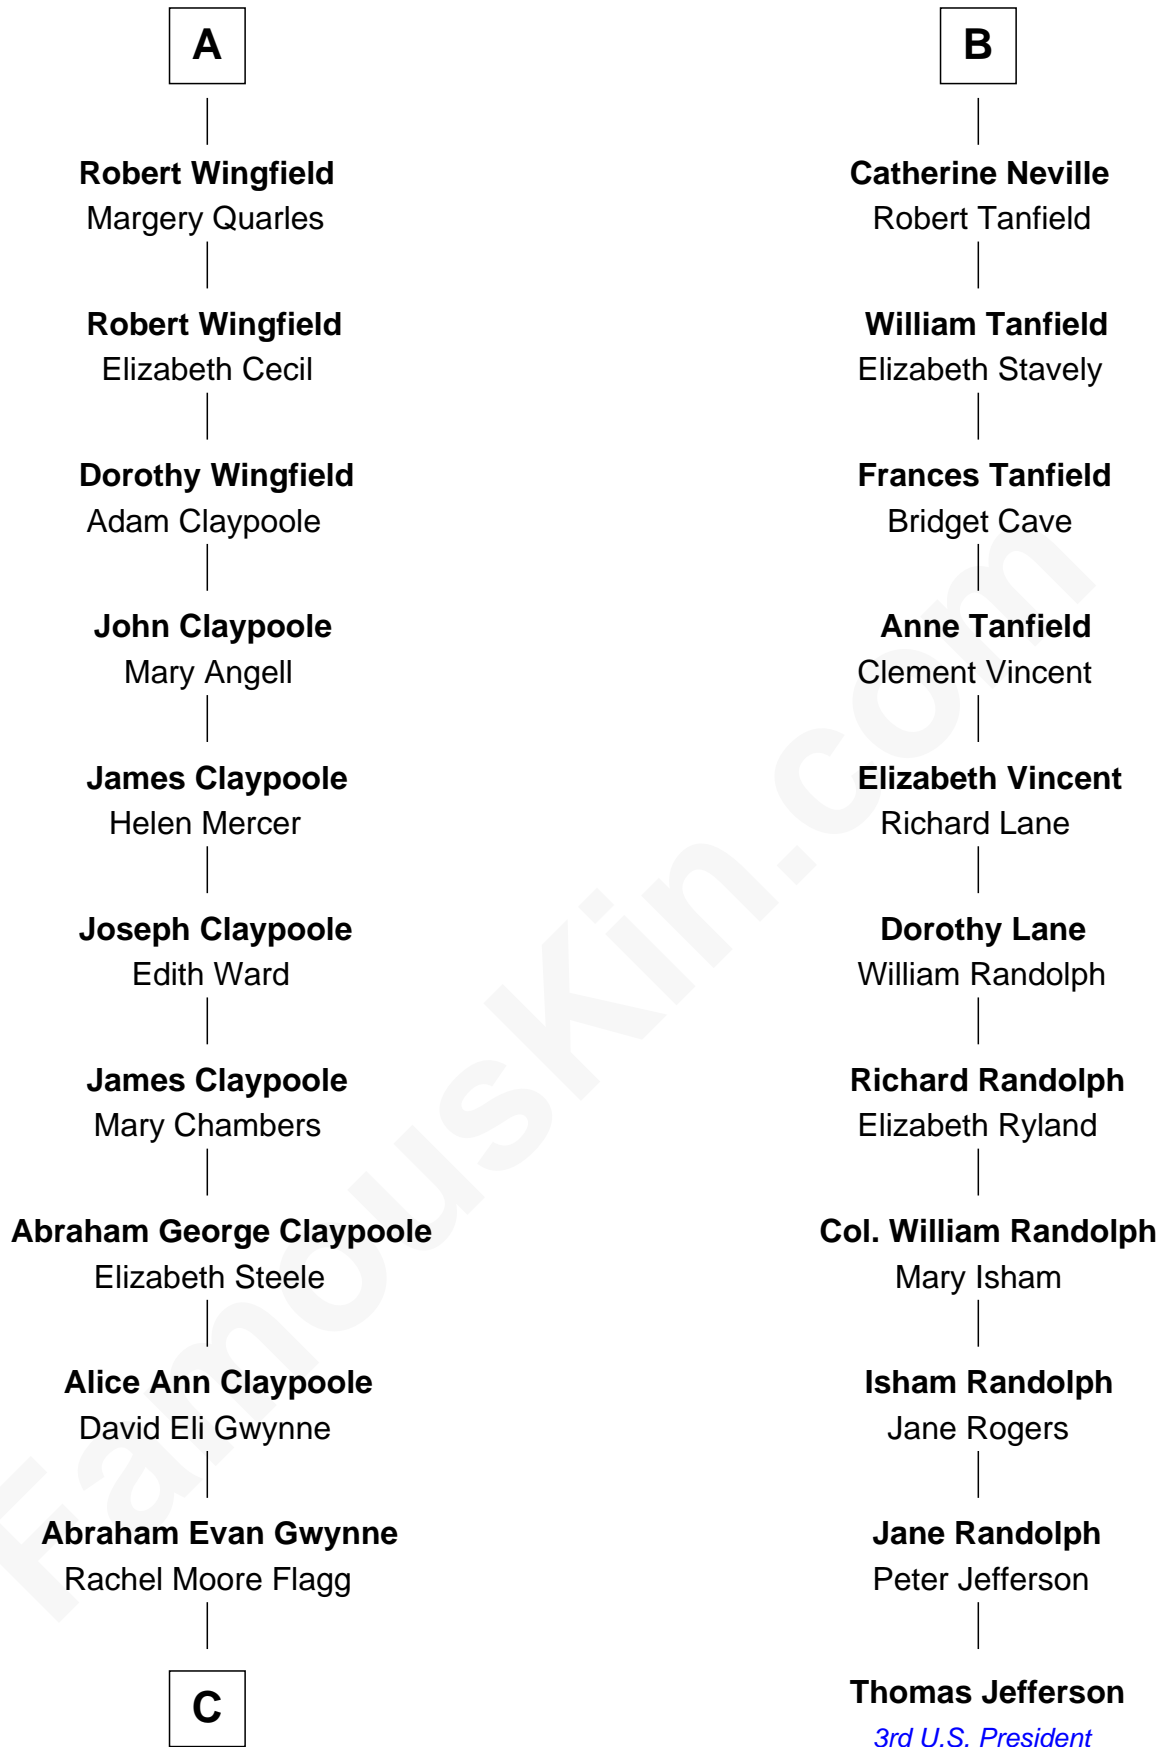 A
Robert Wingfield
Margery Quarles
Robert Wingfield
Elizabeth Cecil
Dorothy Wingfield
Adam Claypoole
John Claypoole
Mary Angell
James Claypoole
Helen Mercer
Joseph Claypoole
Edith Ward
James Claypoole
Mary Chambers
Abraham George Claypoole
Elizabeth Steele
Alice Ann Claypoole
David Eli Gwynne
Abraham Evan Gwynne
Rachel Moore Flagg
C
B
Catherine Neville
Robert Tanfield
William Tanfield
Elizabeth Stavely
Frances Tanfield
Bridget Cave
Anne Tanfield
Clement Vincent
Elizabeth Vincent
Richard Lane
Dorothy Lane
William Randolph
Richard Randolph
Elizabeth Ryland
Col. William Randolph
Mary Isham
Isham Randolph
Jane Rogers
Jane Randolph
Peter Jefferson
Thomas Jefferson
3rd U.S. President
FamousKin.com